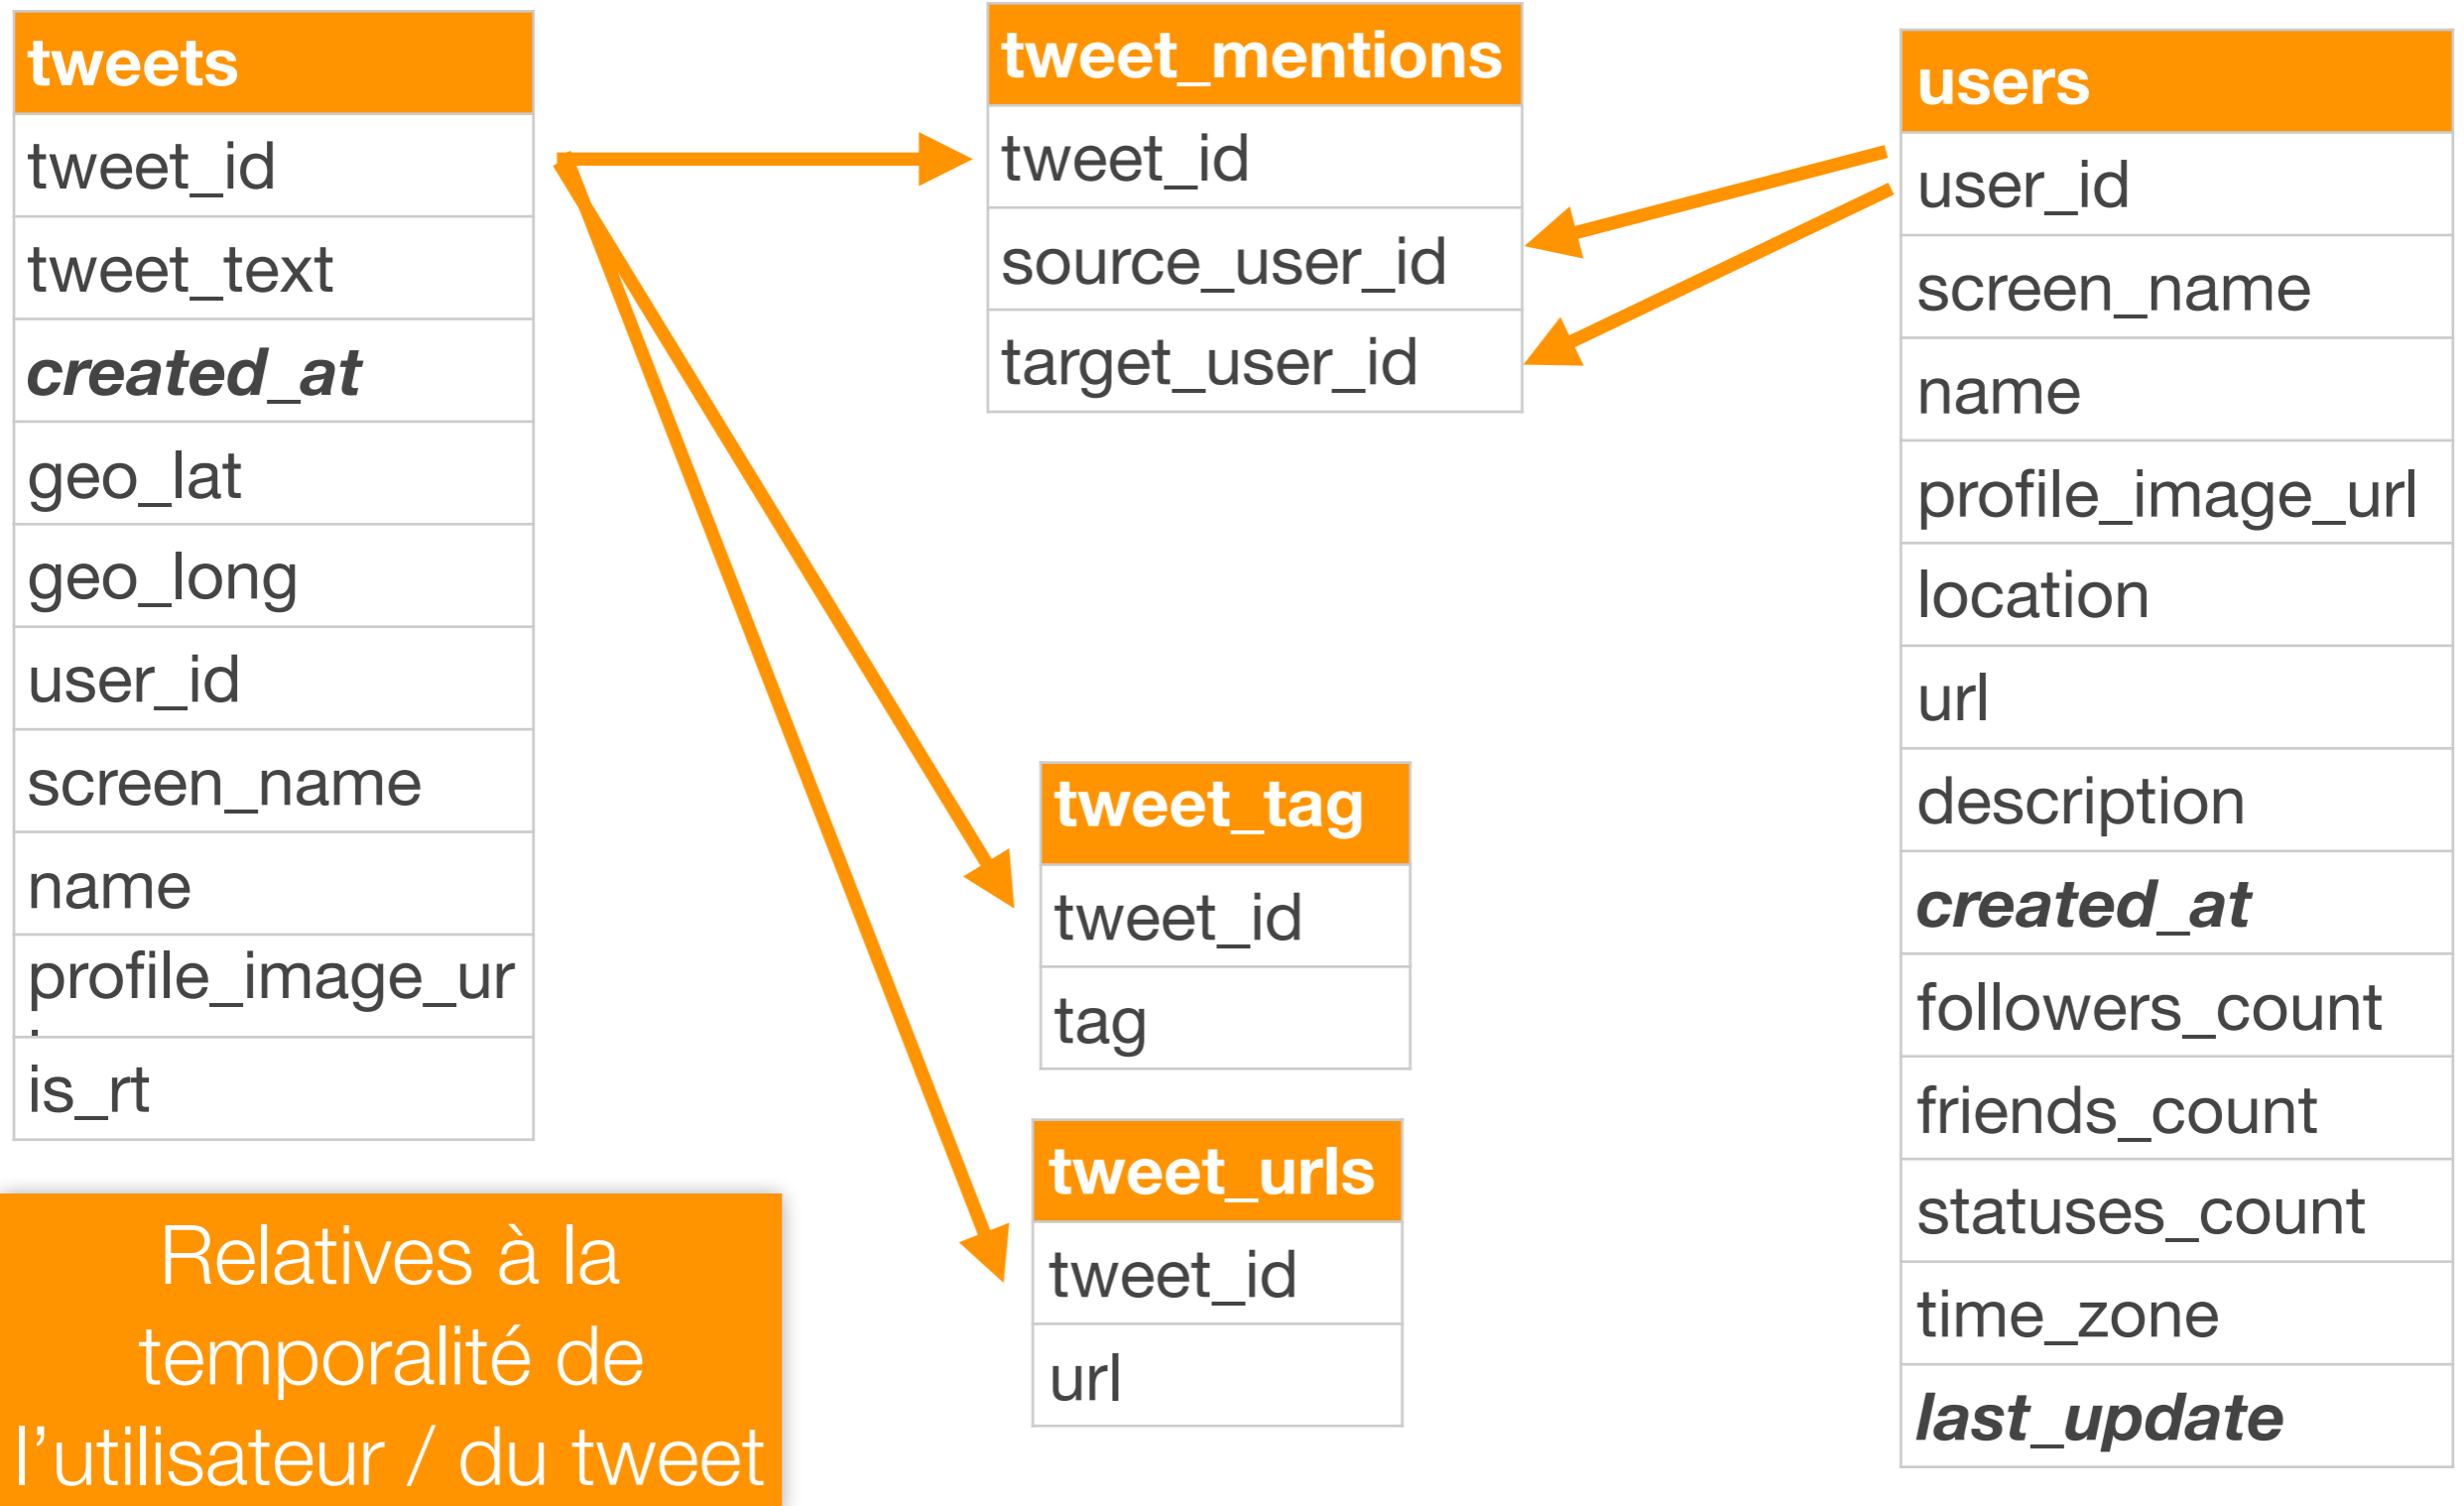 tweets
tweet_id
tweet_text
created_at
geo_lat
geo_long
user_id
screen_name
name
profile_image_ur
is_rt
tweet_mentions
tweet_id
source_user_id
target_user_id
tweet_tag
tweet_id
tag
tweet_urls
tweet_id
url
users
user_id
screen_name
name
profile_image_url
location
url
description
created_at
followers_count
friends_count
statuses_count
time_zone
last_update
Relatives à la
temporalité de
l’utilisateur / du tweet